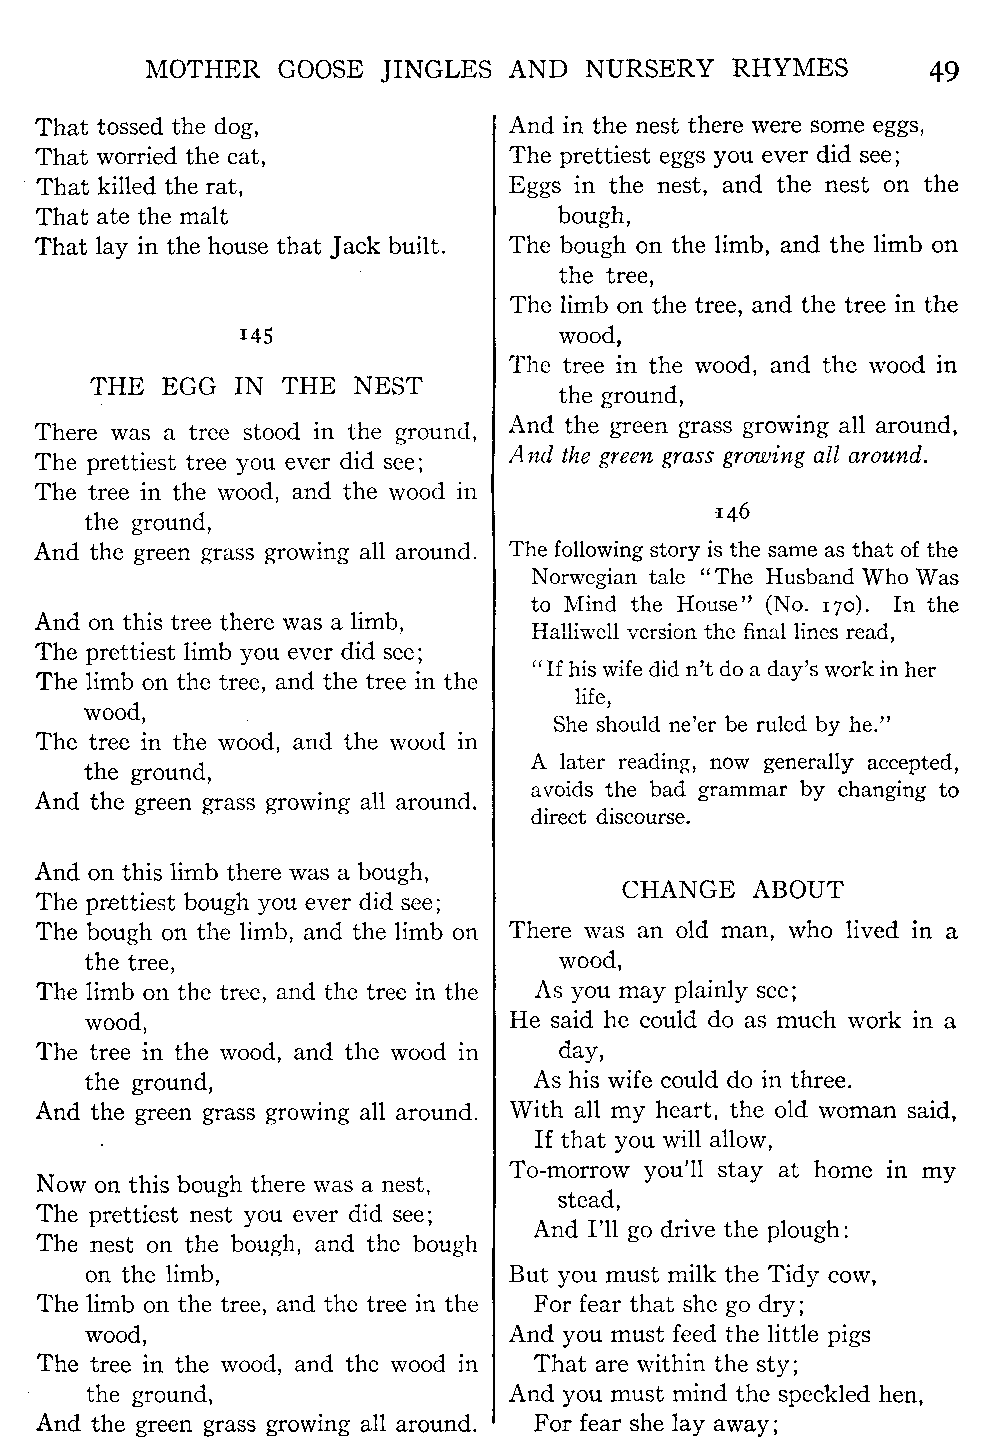 MOTHER GOOSE JINGLES AND NURSERY RHYMES 49
That tossed the dog,
That worried the cat,
That killed the rat,
That ate the malt
That lay in the house that Jack built.
145
THE EGG IN THE NEST
There was a tree stood in the ground,
The prettiest tree you ever did see;
The tree in the wood, and the wood in
the ground,
And the green grass growing all around.
And on this tree there was a limb,
The prettiest limb you ever did see;
The limb on the tree, and the tree in the
wood,
The tree in the wood, and the wood in
the ground,
And the green grass growing all around.
And on this limb there was a bough,
The prettiest bough you ever did see;
The bough on the limb, and the limb on
the tree,
The limb on the tree, and the tree in the
wood,
The tree in the wood, and the wood in
the ground,
And the green grass growing all around.
Now on this bough there was a nest,
The prettiest nest you ever did see;
The nest on the bough, and the bough
on the limb,
The limb on the tree, and the tree in the
wood,
The tree in the wood, and the wood in
the ground,
And the green grass growing all around.
And in the nest there were some eggs,
The prettiest eggs you ever did see;
Eggs in the nest, and the nest on the
bough,
The bough on the limb, and the limb on
the tree,
The limb on the tree, and the tree in the
wood,
The tree in the wood, and the wood in
the ground,
And the green grass growing all around,
And the green grass growing all around.
146
The following story is the same as that of the
Norwegian tale "The Husband Who Was
to Mind the House" (No. 170). In the
Halliwell version the final lines read,
"If his wife did n't do a day's work in her
life,
She should ne'er be ruled by he."
A later reading, now generally accepted,
avoids the bad grammar by changing to
direct discourse.
CHANGE ABOUT
There was an old man, who lived in a
wood,
As you may plainly see;
He said he could do as much work in a
day,
As his wife could do in three.
With all my heart, the old woman said,
If that you will allow,
To-morrow you'll stay at home in my
stead,
And I'll go drive the plough:
But you must milk the Tidy cow,
For fear that she go dry;
And you must feed the little pigs
That are within the sty;
And you must mind the speckled hen,
For fear she lay away;